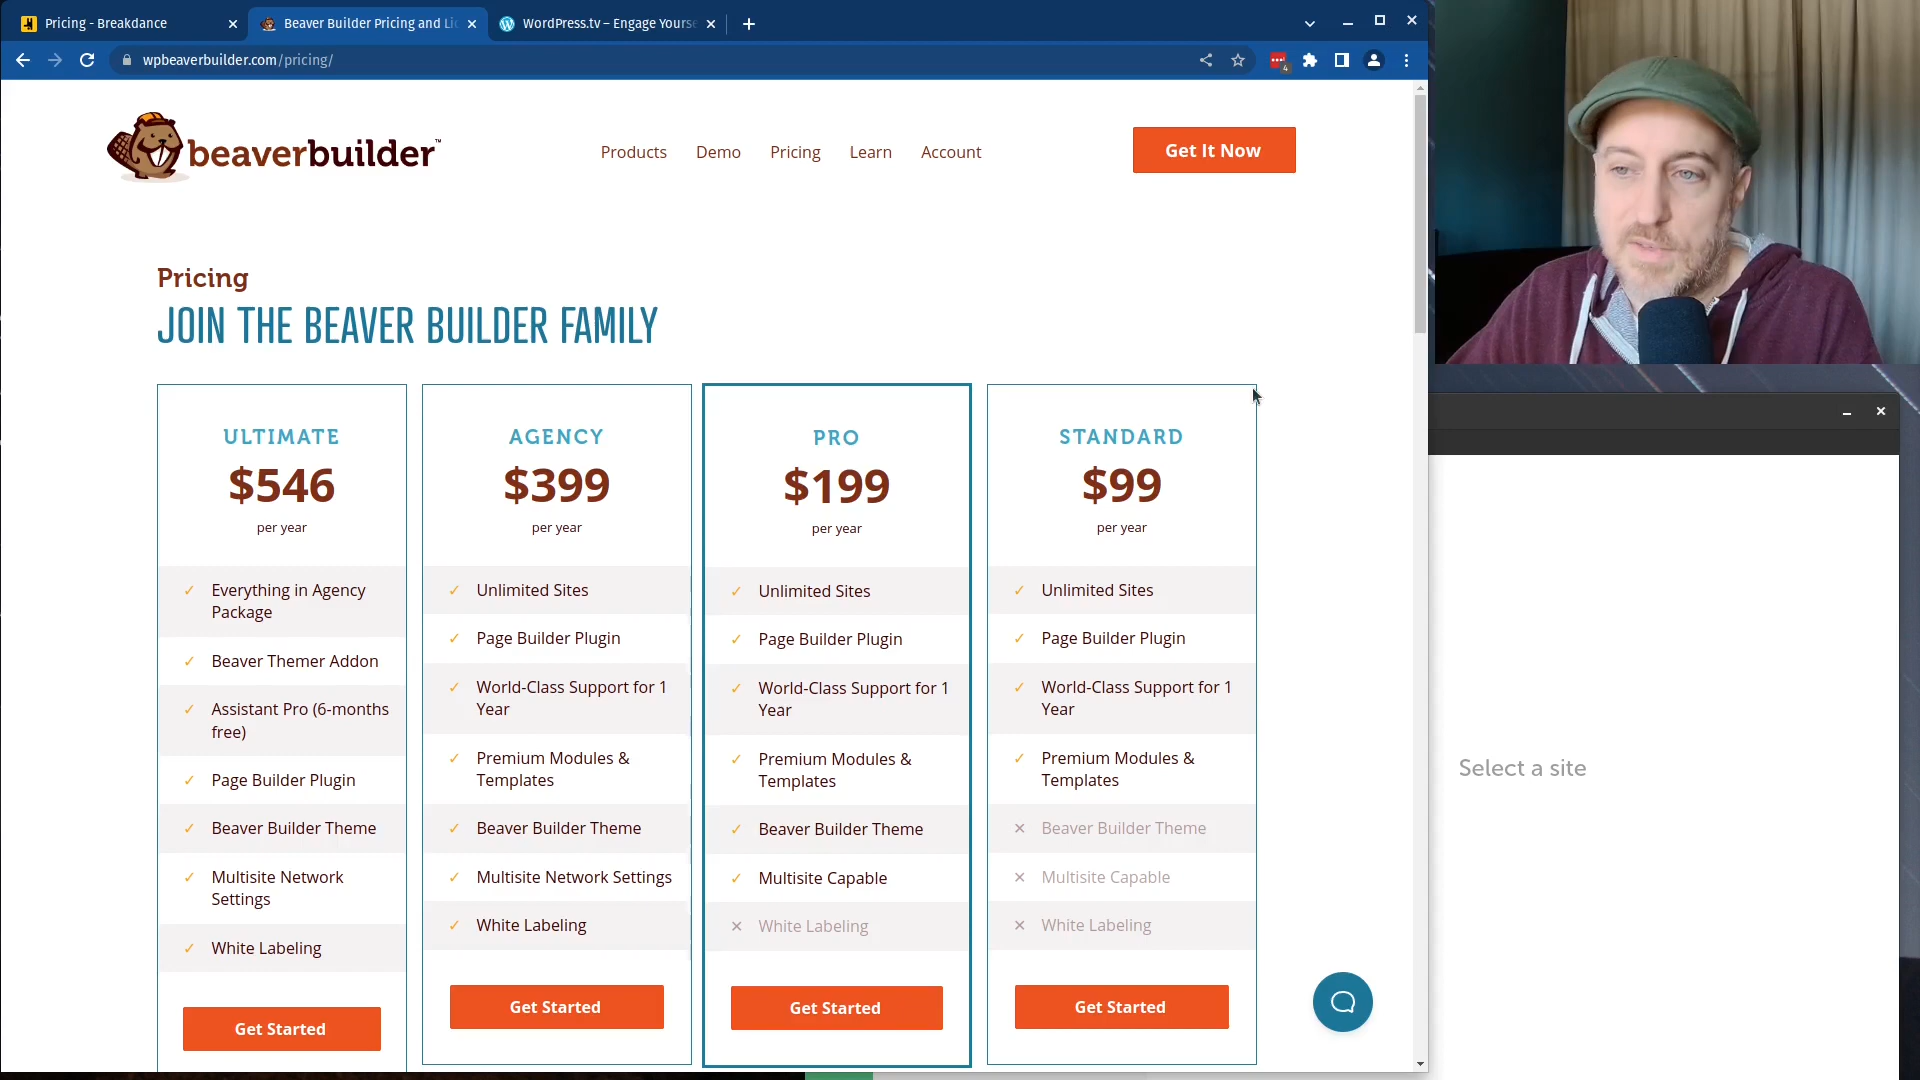 Pricing - Breakdance
Beaver Builder Pricing and Li
WordPress.tv – Engage Yourse
wpbeaverbuilder.com/pricing/
4
beaverbuilder™
Products
Demo
Pricing
Learn
Account
Get It Now
Pricing
JOIN THE BEAVER BUILDER FAMILY
ULTIMATE
$546
per year
Everything in Agency
Package
Beaver Themer Addon
Assistant Pro (6-months
free)
Page Builder Plugin
Beaver Builder Theme
Multisite Network
Settings
White Labeling
Get Started
AGENCY
$399
per year
Unlimited Sites
Page Builder Plugin
World-Class Support for 1
Year
Premium Modules &
Templates
Beaver Builder Theme
Multisite Network Settings
White Labeling
Get Started
PRO
$199
per year
Unlimited Sites
Page Builder Plugin
World-Class Support for 1
Year
Premium Modules &
Templates
Beaver Builder Theme
Multisite Capable
White Labeling
Get Started
STANDARD
$99
per year
Unlimited Sites
Page Builder Plugin
World-Class Support for 1
Year
Premium Modules &
Templates
Beaver Builder Theme
Multisite Capable
White Labeling
Get Started
Select a site